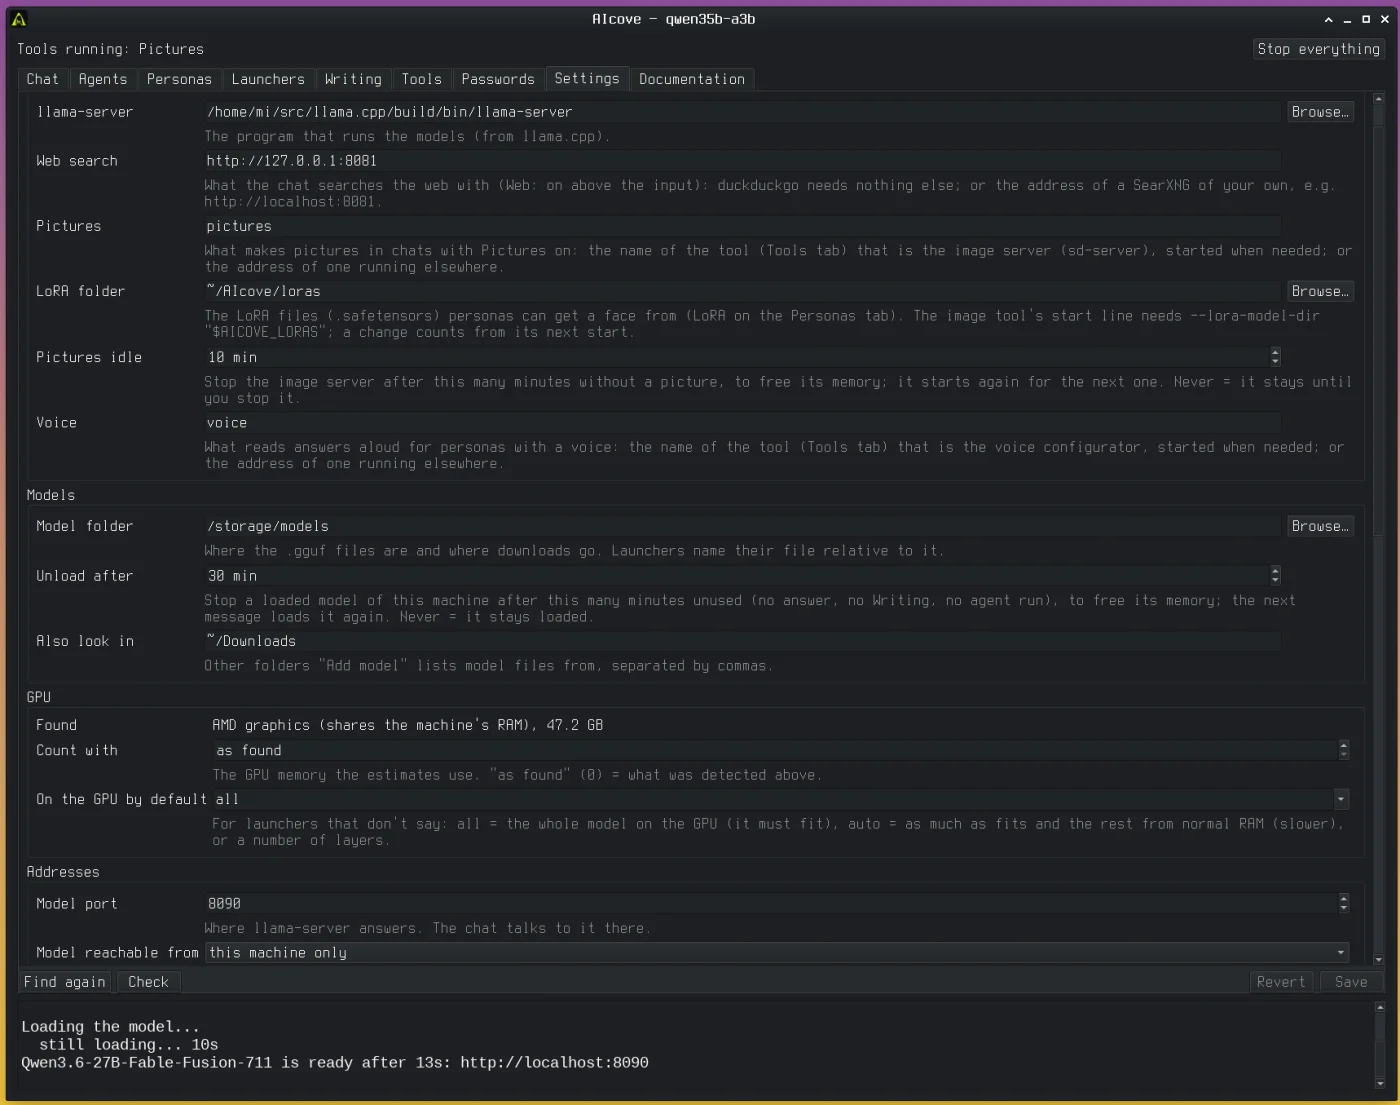 AIcove — qwen35b-a3b
Tools running: Pictures
Stop everything
Chat Agents Personas Launchers Writing Tools Passwords Settings Documentation
llama-server /home/mi/src/llama.cpp/build/bin/llama-server Browse…
The program that runs the models (from llama.cpp).
Web search http://127.0.0.1:8081
What the chat searches the web with (Web: on above the input): duckduckgo needs nothing else; or the address of a SearXNG of your own, e.g.
http://localhost:8081.
Pictures pictures
What makes pictures in chats with Pictures on: the name of the tool (Tools tab) that is the image server (sd-server), started when needed; or
the address of one running elsewhere.
LoRA folder ~/AIcove/loras Browse…
The LoRA files (.safetensors) personas can get a face from (LoRA on the Personas tab). The image tool's start line needs --lora-model-dir
"$AICOVE_LORAS"; a change counts from its next start.
Pictures idle 10 min
Stop the image server after this many minutes without a picture, to free its memory; it starts again for the next one. Never = it stays until
you stop it.
Voice voice
What reads answers aloud for personas with a voice: the name of the tool (Tools tab) that is the voice configurator, started when needed; or
the address of one running elsewhere.
Models
Model folder /storage/models Browse…
Where the .gguf files are and where downloads go. Launchers name their file relative to it.
Unload after 30 min
Stop a loaded model of this machine after this many minutes unused (no answer, no Writing, no agent run), to free its memory; the next
message loads it again. Never = it stays loaded.
Also look in ~/Downloads
Other folders "Add model" lists model files from, separated by commas.
GPU
Found AMD graphics (shares the machine's RAM), 47.2 GB
Count with as found
The GPU memory the estimates use. "as found" (0) = what was detected above.
On the GPU by default all
For launchers that don't say: all = the whole model on the GPU (it must fit), auto = as much as fits and the rest from normal RAM (slower),
or a number of layers.
Addresses
Model port 8090
Where llama-server answers. The chat talks to it there.
Model reachable from this machine only
Find again Check Revert Save
Loading the model...
still loading... 10s
Qwen3.6-27B-Fable-Fusion-711 is ready after 13s: http://localhost:8090